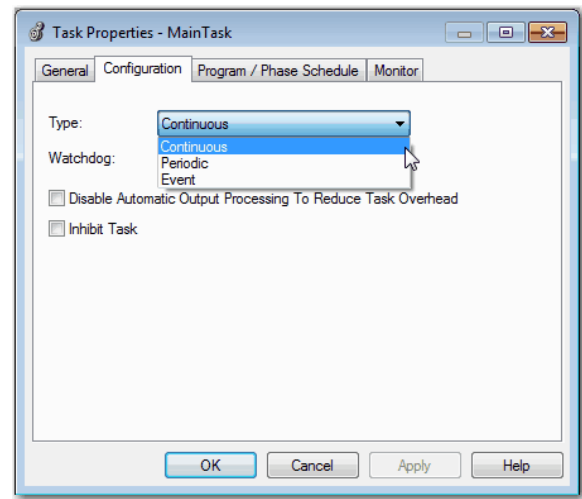 Task Properties - MainTask
General Configuration Program / Phase Schedule Monitor
Type: Continuous
Continuous
Watchdog:
Periodic
Event
Disable Automatic Output Processing To Reduce Task Overhead
Inhibit Task
OK Cancel Apply Help